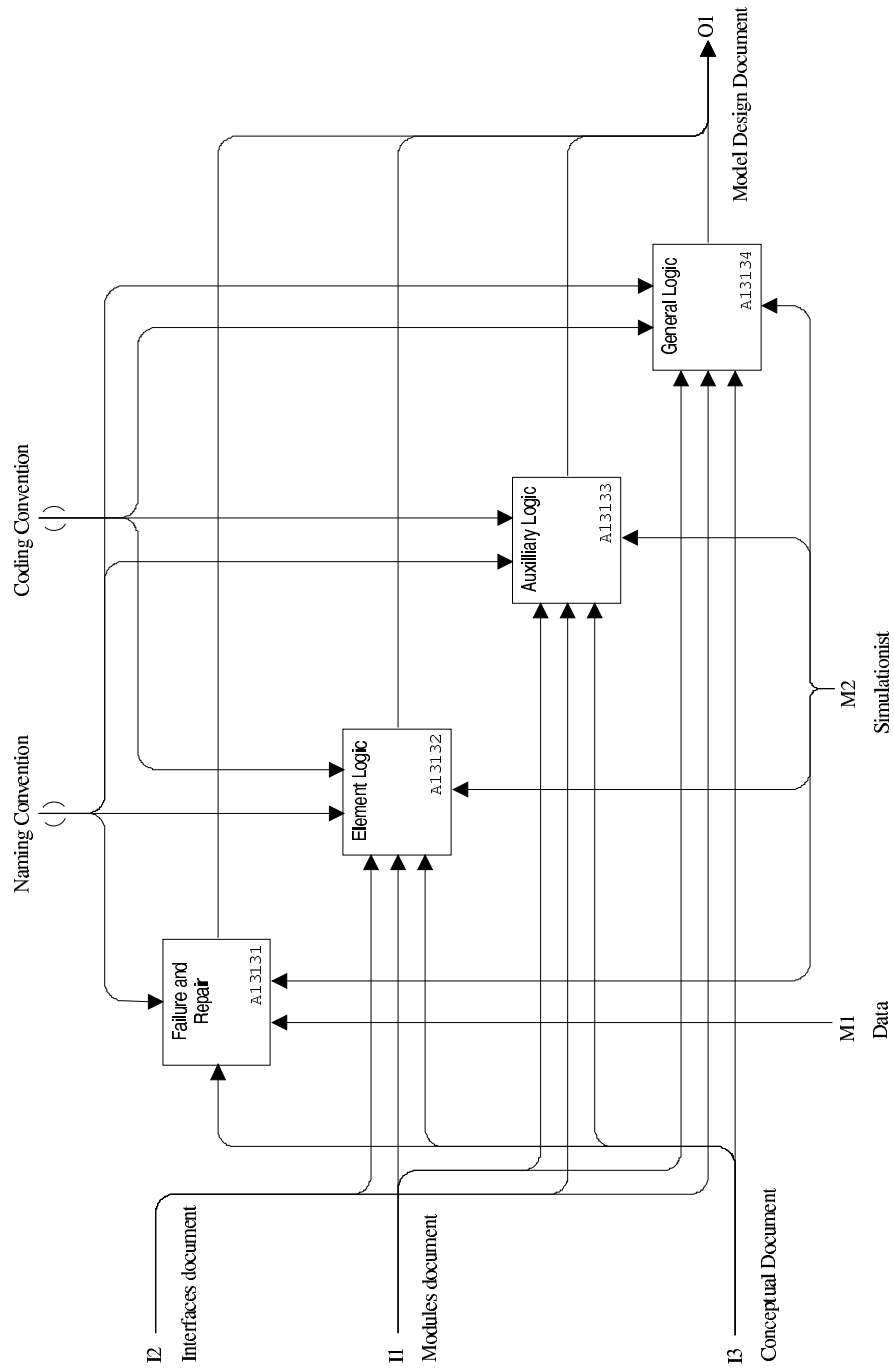 Naming Convention
Coding Convention
I2
Interfaces document
I1
Modules document
I3
Conceptual Document
Failure and
Repair
A13131
Element Logic
A13132
Auxilliary Logic
A13133
General Logic
A13134
M1
Data
M2
Simulationist
O1
Model Design Document